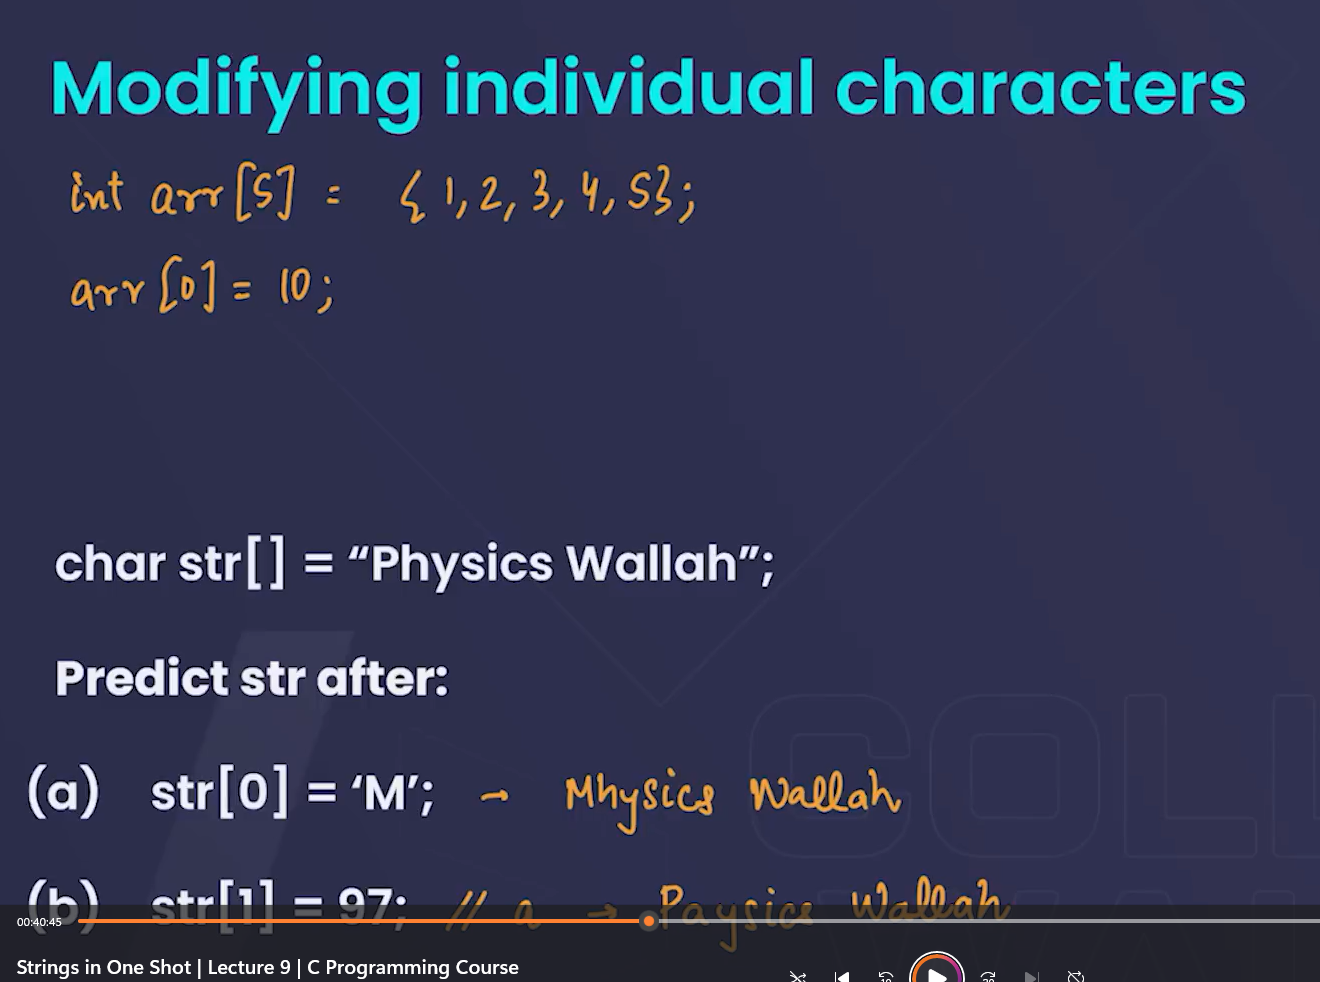 Modifying individual characters
int arr[5] = { 1, 2, 3, 4, 5};
arr[0] = 10;
char str[] = “Physics Wallah”;
Predict str after:
(a) str[0] = ‘M’; → Mhysics Wallah
(b) str[1] = 97; // a → Paysics Wallah
COLL
00:40:45
Strings in One Shot | Lecture 9 | C Programming Course